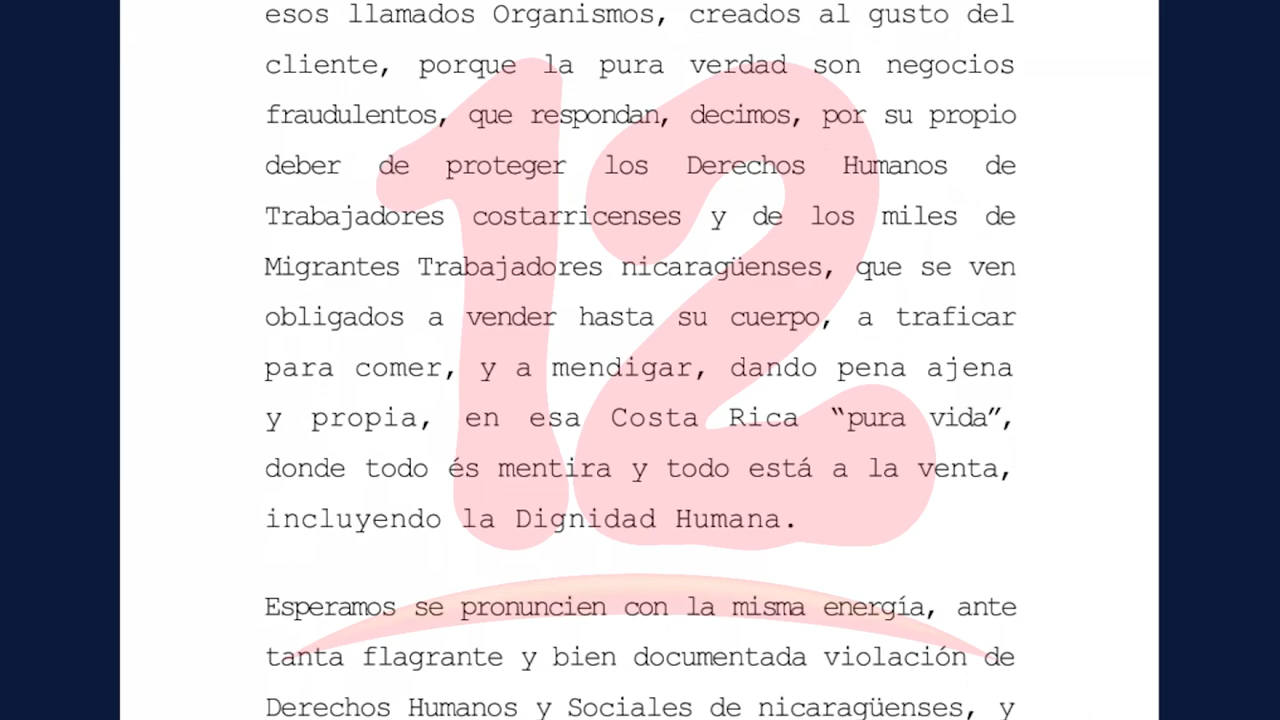 esos llamados Organismos, creados al gusto del
cliente, porque la pura verdad son negocios
fraudulentos, que respondan, decimos, por su propio
deber de proteger los Derechos Humanos de
Trabajadores costarricenses y de los miles de
Migrantes Trabajadores nicaragüenses, que se ven
obligados a vender hasta su cuerpo, a traficar
para comer, y a mendigar, dando pena ajena
y propia, en esa Costa Rica “pura vida”,
donde todo és mentira y todo está a la venta,
incluyendo la Dignidad Humana.
Esperamos se pronuncien con la misma energía, ante
tanta flagrante y bien documentada violación de
Derechos Humanos y Sociales de nicaragüenses, y
12